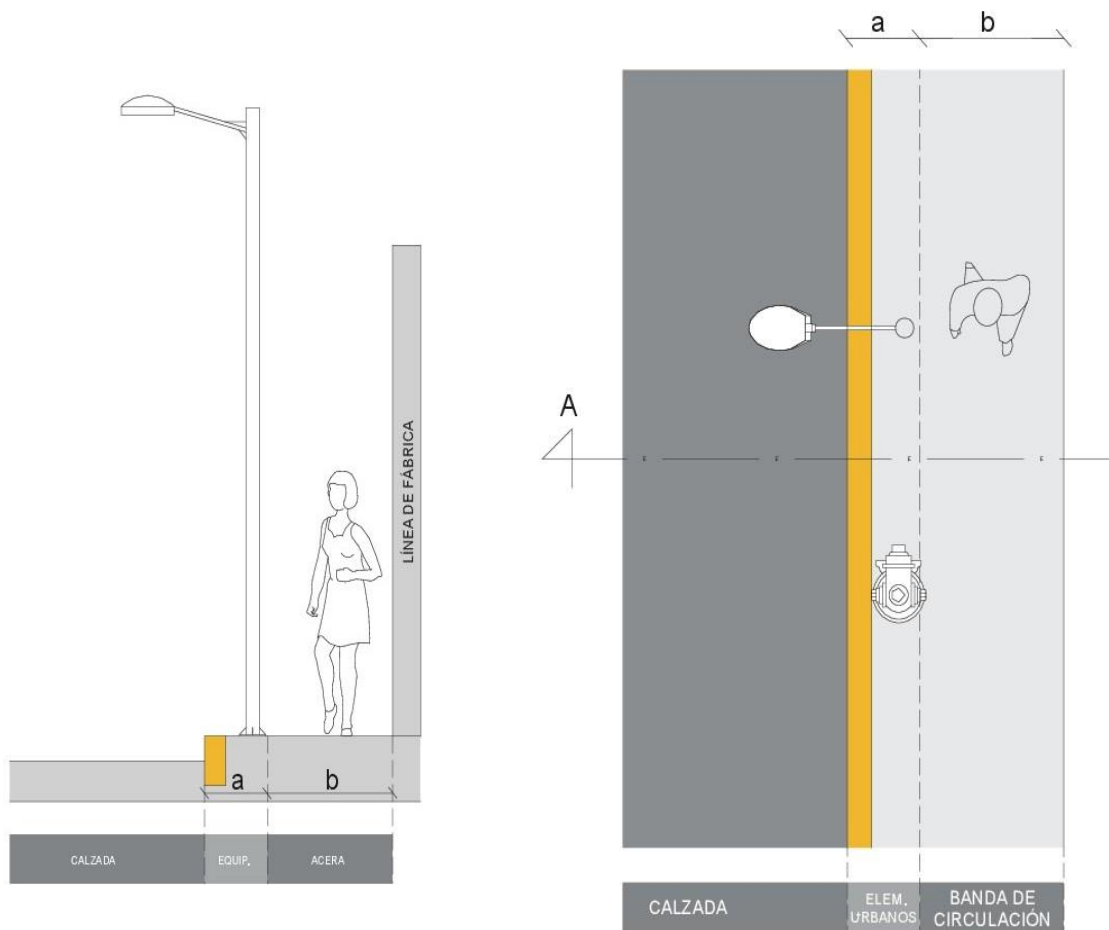 a
b
A
LÍNEA DE FÁBRICA
a
b
CALZADA
EQUIP.
ACERA
CALZADA
ELEM.
URBANOS
BANDA DE
CIRCULACIÓN